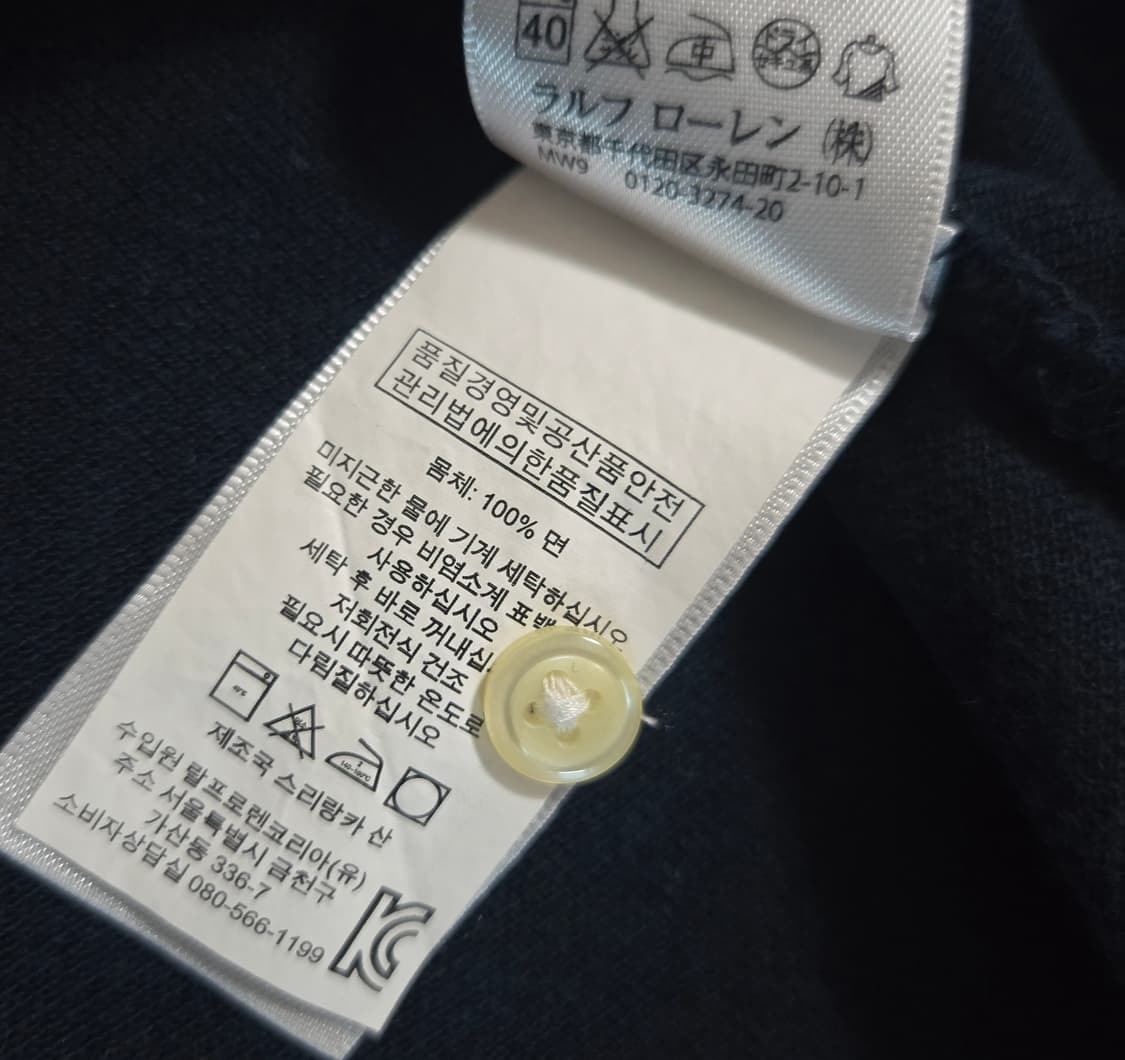 40
中
ドライ
ラルフ ローレン (株)
東京都千代田区永田町2-10-1
MW9 0120-3274-20
품질경영및공산품안전
관리법에의한품질표시
몸체: 100% 면
미지근한 물에 기계 세탁하십시오
필요한 경우 비염소계 표백
사용하십시오
세탁 후 바로 꺼내십
저회전식 건조
필요시 따뜻한 온도로
다림질하십시오
제조국 스리랑카 산
수입원 랄프로렌코리아(유)
주소 서울특별시 금천구
가산동 336-7
소비자상담실 080-566-1199
KC